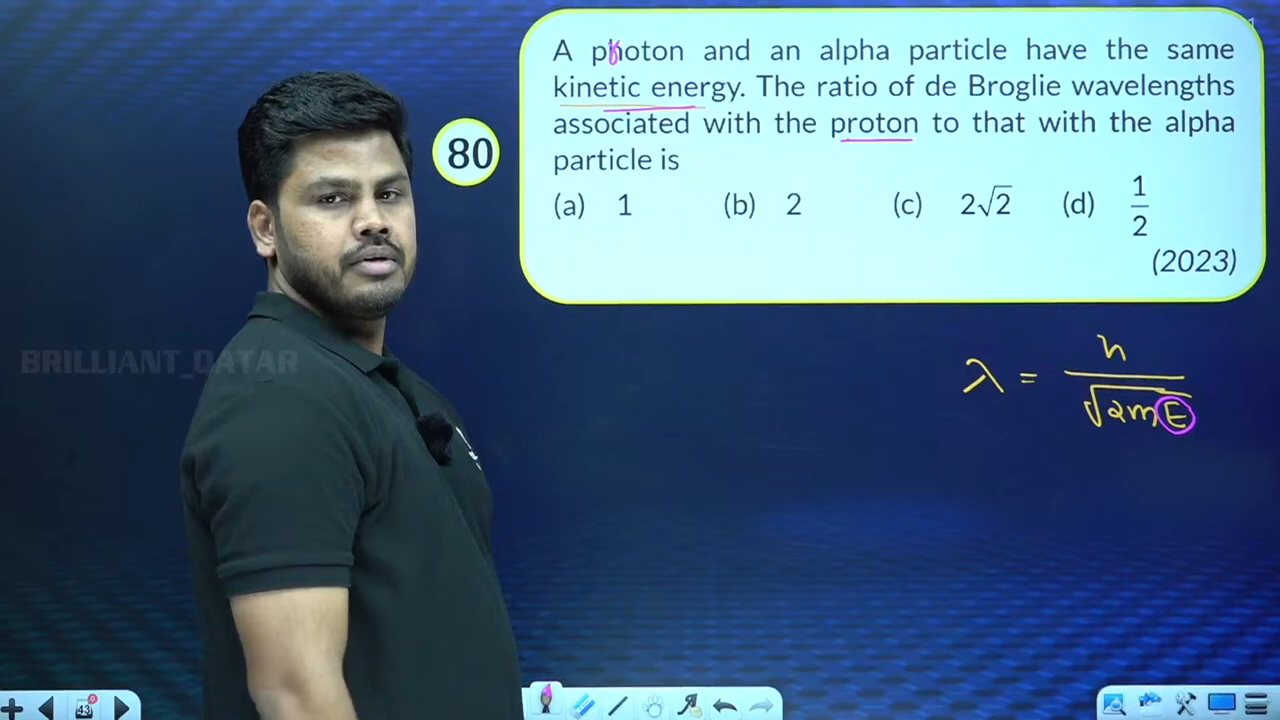 A photon and an alpha particle have the same
kinetic energy. The ratio of de Broglie wavelengths
associated with the proton to that with the alpha
particle is
(a) 1 (b) 2 (c) 2√2 (d) 1/2
(2023)
80
BRILLIANT_QATAR
λ = h/√2mE
43